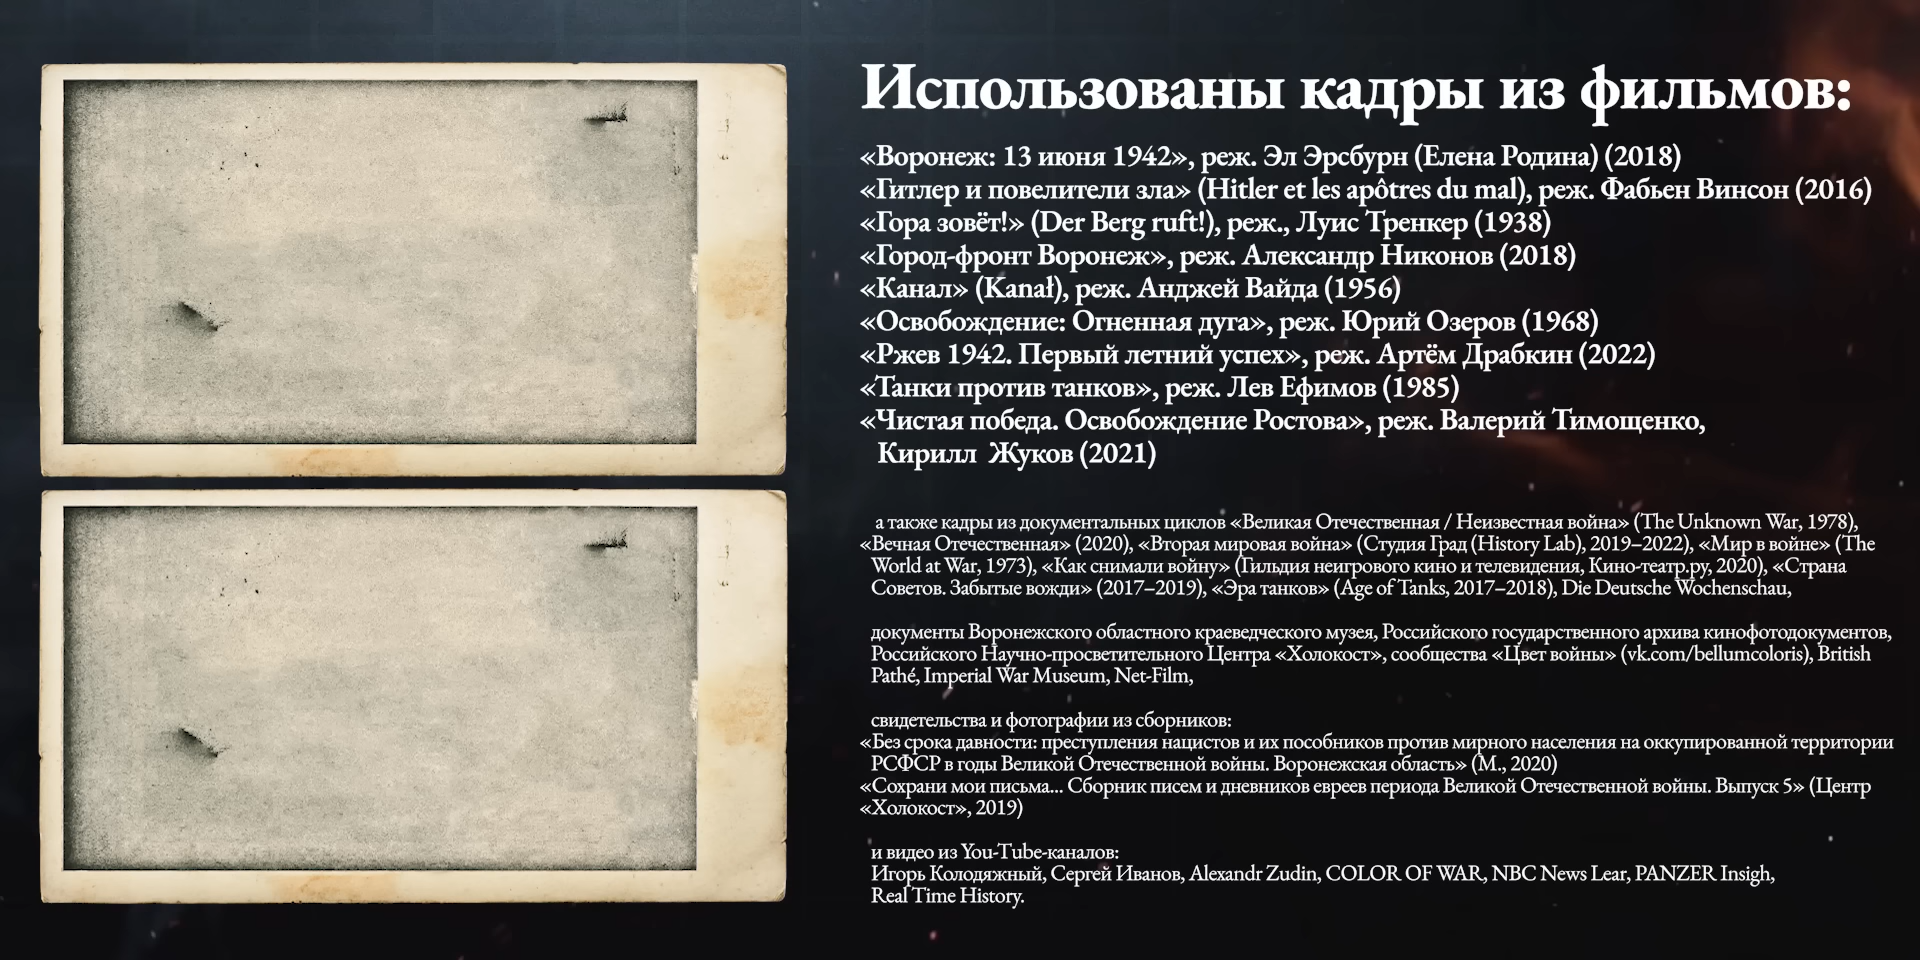 Использованы кадры из фильмов:
«Воронеж: 13 июня 1942», реж. Эл Эрсбурн (Елена Родина) (2018)
«Гитлер и повелители зла» (Hitler et les apôtres du mal), реж. Фабьен Винсон (2016)
«Гора зовёт!» (Der Berg ruft!), реж., Луис Тренкер (1938)
«Город-фронт Воронеж», реж. Александр Никонов (2018)
«Канал» (Kanał), реж. Анджей Вайда (1956)
«Освобождение: Огненная дуга», реж. Юрий Озеров (1968)
«Ржев 1942. Первый летний успех», реж. Артём Драбкин (2022)
«Танки против танков», реж. Лев Ефимов (1985)
«Чистая победа. Освобождение Ростова», реж. Валерий Тимощенко,
Кирилл Жуков (2021)
а также кадры из документальных циклов «Великая Отечественная / Неизвестная война» (The Unknown War, 1978),
«Вечная Отечественная» (2020), «Вторая мировая война» (Студия Град (History Lab), 2019–2022), «Мир в войне» (The
World at War, 1973), «Как снимали войну» (Гильдия неигрового кино и телевидения, Кино-театр.ру, 2020), «Страна
Советов. Забытые вожди» (2017–2019), «Эра танков» (Age of Tanks, 2017–2018), Die Deutsche Wochenschau,
документы Воронежского областного краеведческого музея, Российского государственного архива кинофотодокументов,
Российского Научно-просветительного Центра «Холокост», сообщества «Цвет войны» (vk.com/bellumcoloris), British
Pathé, Imperial War Museum, Net-Film,
свидетельства и фотографии из сборников:
«Без срока давности: преступления нацистов и их пособников против мирного населения на оккупированной территории
РСФСР в годы Великой Отечественной войны. Воронежская область» (М., 2020)
«Сохрани мои письма... Сборник писем и дневников евреев периода Великой Отечественной войны. Выпуск 5» (Центр
«Холокост», 2019)
и видео из You-Tube-каналов:
Игорь Колодяжный, Сергей Иванов, Alexandr Zudin, COLOR OF WAR, NBC News Lear, PANZER Insigh,
Real Time History.